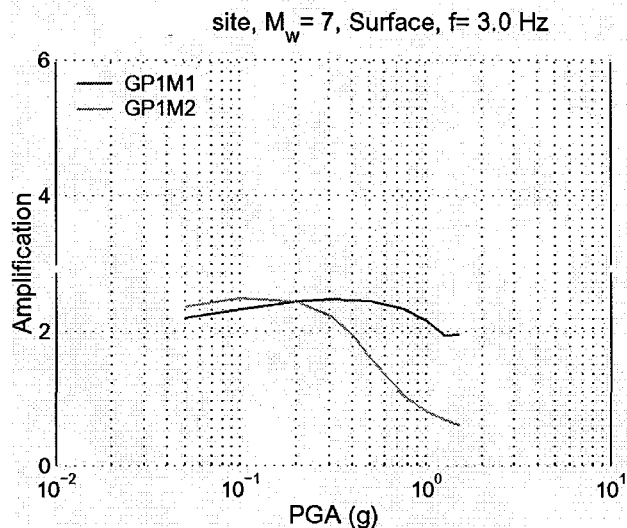 site, M_w= 7, Surface, f= 3.0 Hz
6
GP1M1
GP1M2
4
Amplification
2
0
10^-2
10^-1
10^0
10^1
PGA (g)